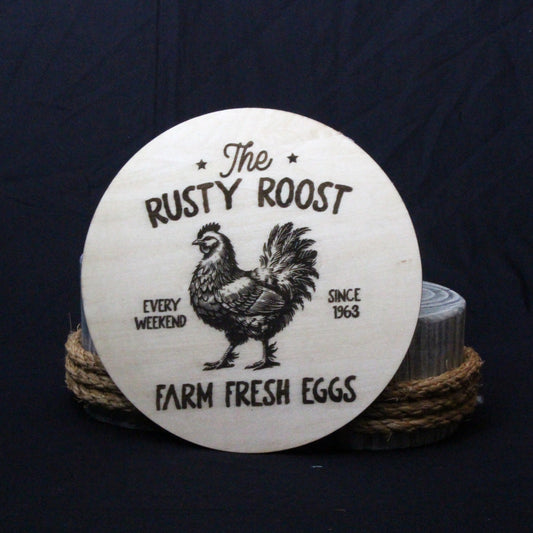 The
RUSTY ROOST
EVERY
WEEKEND
SINCE
1963
FARM FRESH EGGS